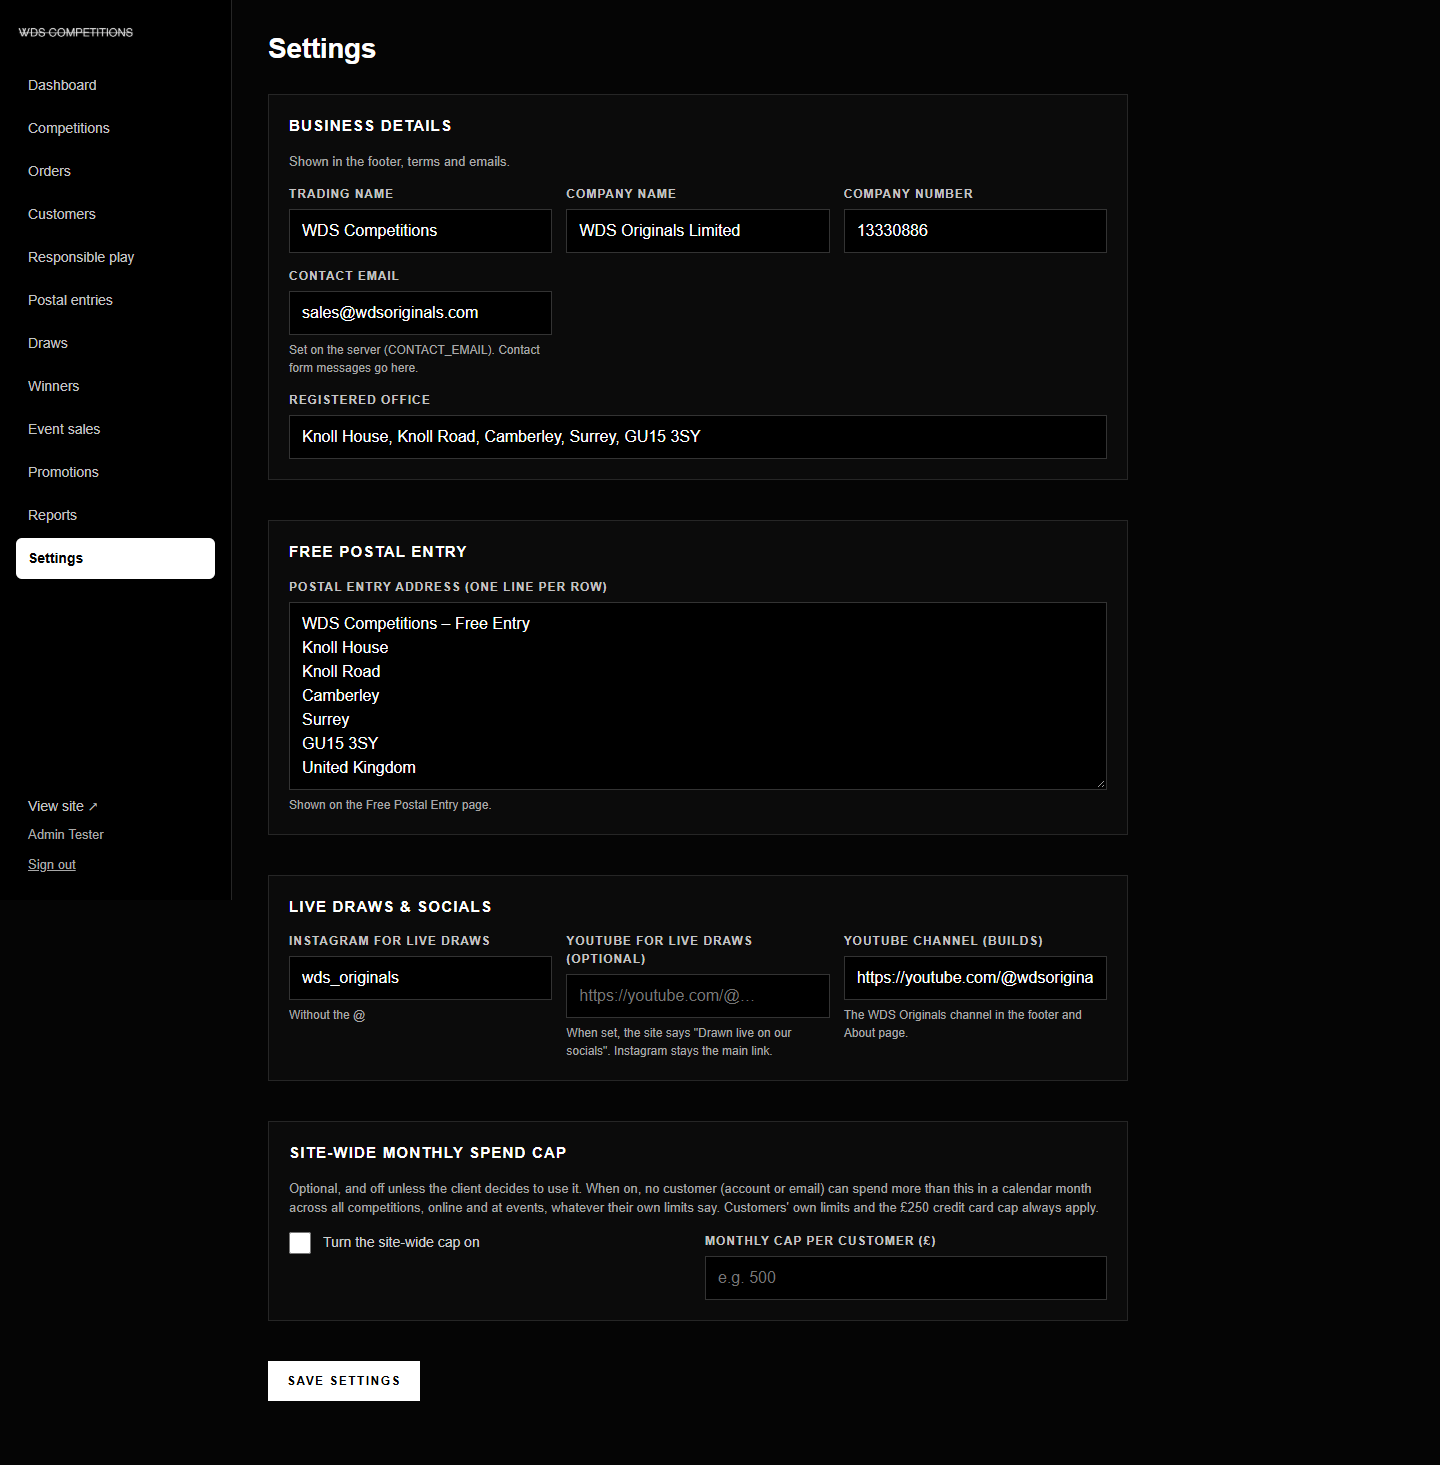 WDS COMPETITIONS
Dashboard
Competitions
Orders
Customers
Responsible play
Postal entries
Draws
Winners
Event sales
Promotions
Reports
Settings
View site ↗
Admin Tester
Sign out
Settings
BUSINESS DETAILS
Shown in the footer, terms and emails.
TRADING NAME
WDS Competitions
COMPANY NAME
WDS Originals Limited
COMPANY NUMBER
13330886
CONTACT EMAIL
sales@wdsoriginals.com
Set on the server (CONTACT_EMAIL). Contact
form messages go here.
REGISTERED OFFICE
Knoll House, Knoll Road, Camberley, Surrey, GU15 3SY
FREE POSTAL ENTRY
POSTAL ENTRY ADDRESS (ONE LINE PER ROW)
WDS Competitions – Free Entry
Knoll House
Knoll Road
Camberley
Surrey
GU15 3SY
United Kingdom
Shown on the Free Postal Entry page.
LIVE DRAWS & SOCIALS
INSTAGRAM FOR LIVE DRAWS
wds_originals
Without the @
YOUTUBE FOR LIVE DRAWS
(OPTIONAL)
https://youtube.com/@…
When set, the site says "Drawn live on our
socials". Instagram stays the main link.
YOUTUBE CHANNEL (BUILDS)
https://youtube.com/@wdsorigina
The WDS Originals channel in the footer and
About page.
SITE-WIDE MONTHLY SPEND CAP
Optional, and off unless the client decides to use it. When on, no customer (account or email) can spend more than this in a calendar month
across all competitions, online and at events, whatever their own limits say. Customers' own limits and the £250 credit card cap always apply.
Turn the site-wide cap on
MONTHLY CAP PER CUSTOMER (£)
e.g. 500
SAVE SETTINGS